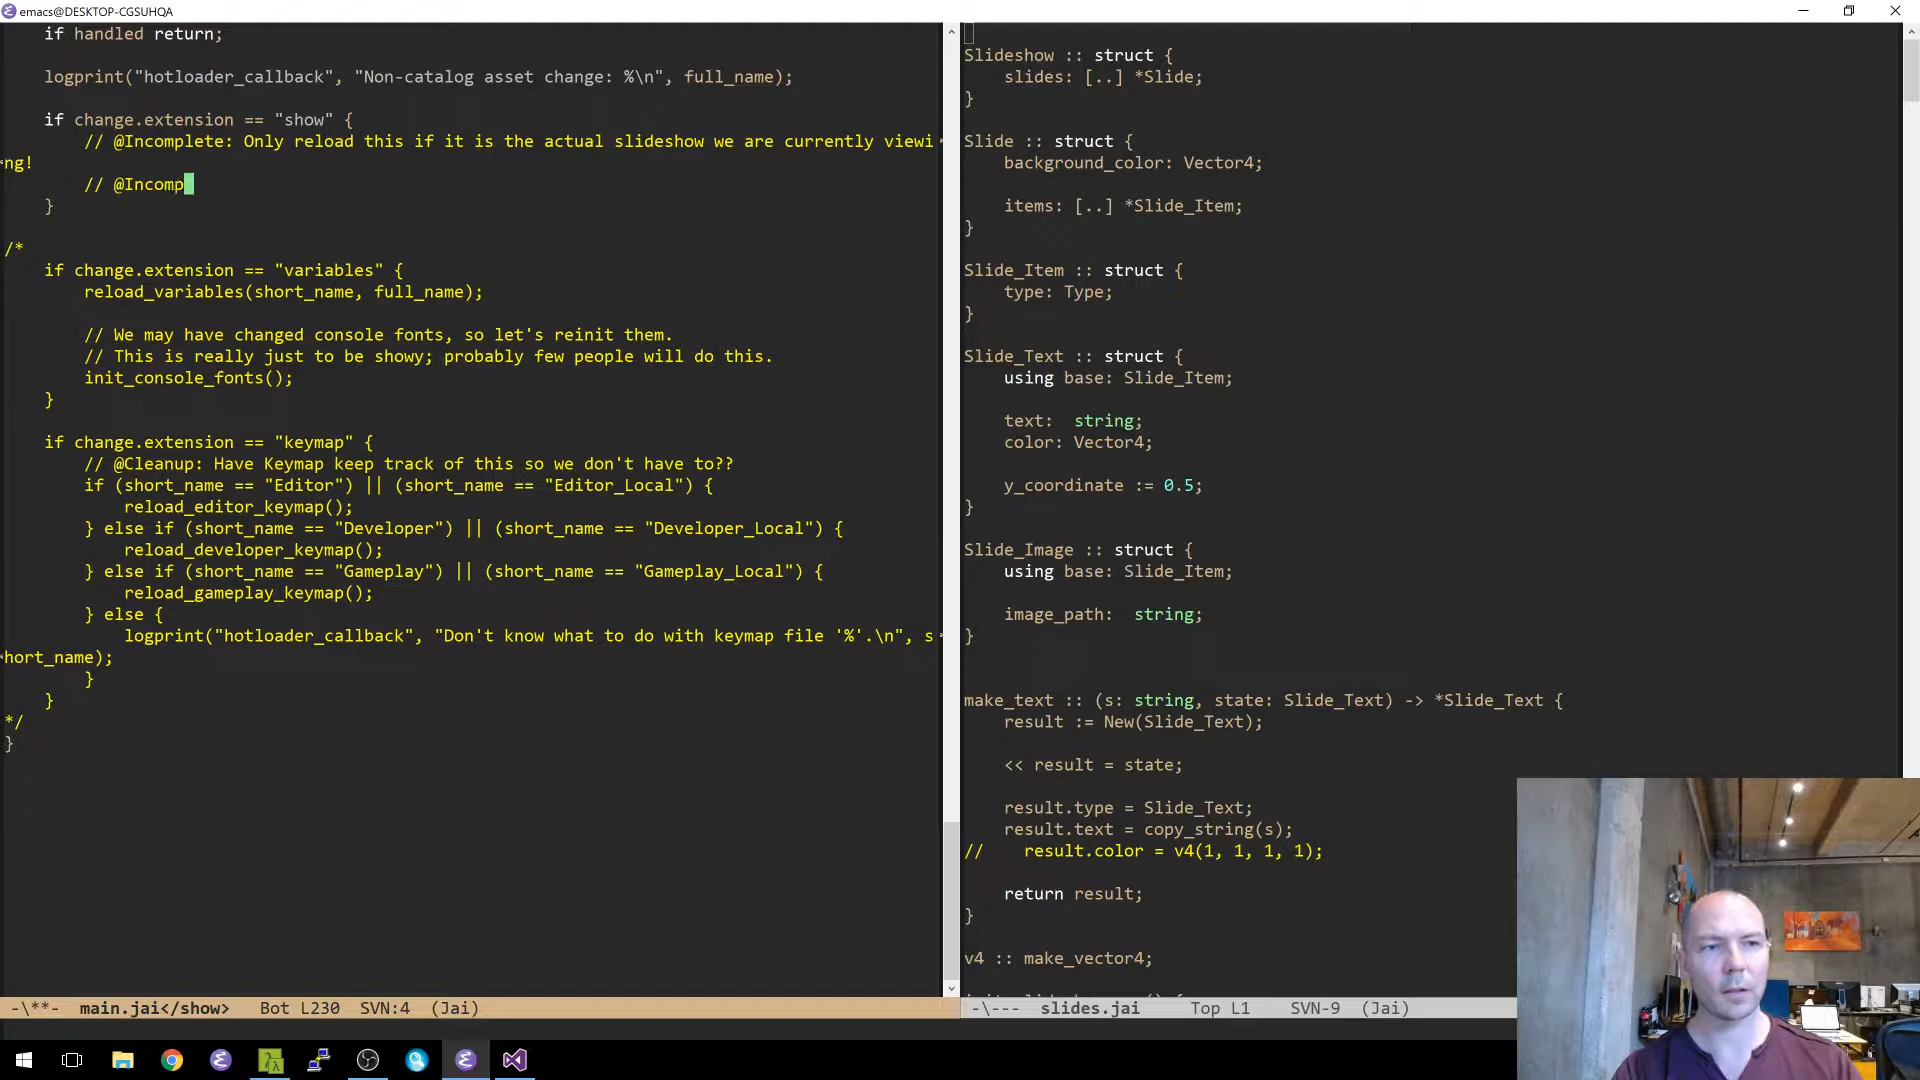 emacs@DESKTOP-CGSUHQA
if handled return;
logprint("hotloader_callback", "Non-catalog asset change: %\n", full_name);
if change.extension == "show" {
// @Incomplete: Only reload this if it is the actual slideshow we are currently viewi
ng!
// @Incomp
}
/*
if change.extension == "variables" {
reload_variables(short_name, full_name);
// We may have changed console fonts, so let's reinit them.
// This is really just to be showy; probably few people will do this.
init_console_fonts();
}
if change.extension == "keymap" {
// @Cleanup: Have Keymap keep track of this so we don't have to??
if (short_name == "Editor") || (short_name == "Editor_Local") {
reload_editor_keymap();
} else if (short_name == "Developer") || (short_name == "Developer_Local") {
reload_developer_keymap();
} else if (short_name == "Gameplay") || (short_name == "Gameplay_Local") {
reload_gameplay_keymap();
} else {
logprint("hotloader_callback", "Don't know what to do with keymap file '%'.\n", s
hort_name);
}
}
*/
}
-\**- main.jai</show> Bot L230 SVN:4 (Jai)
Slideshow :: struct {
slides: [..] *Slide;
}
Slide :: struct {
background_color: Vector4;
items: [..] *Slide_Item;
}
Slide_Item :: struct {
type: Type;
}
Slide_Text :: struct {
using base: Slide_Item;
text: string;
color: Vector4;
y_coordinate := 0.5;
}
Slide_Image :: struct {
using base: Slide_Item;
image_path: string;
}
make_text :: (s: string, state: Slide_Text) -> *Slide_Text {
result := New(Slide_Text);
<< result = state;
result.type = Slide_Text;
result.text = copy_string(s);
// result.color = v4(1, 1, 1, 1);
return result;
}
v4 :: make_vector4;
-\--- slides.jai Top L1 SVN-9 (Jai)